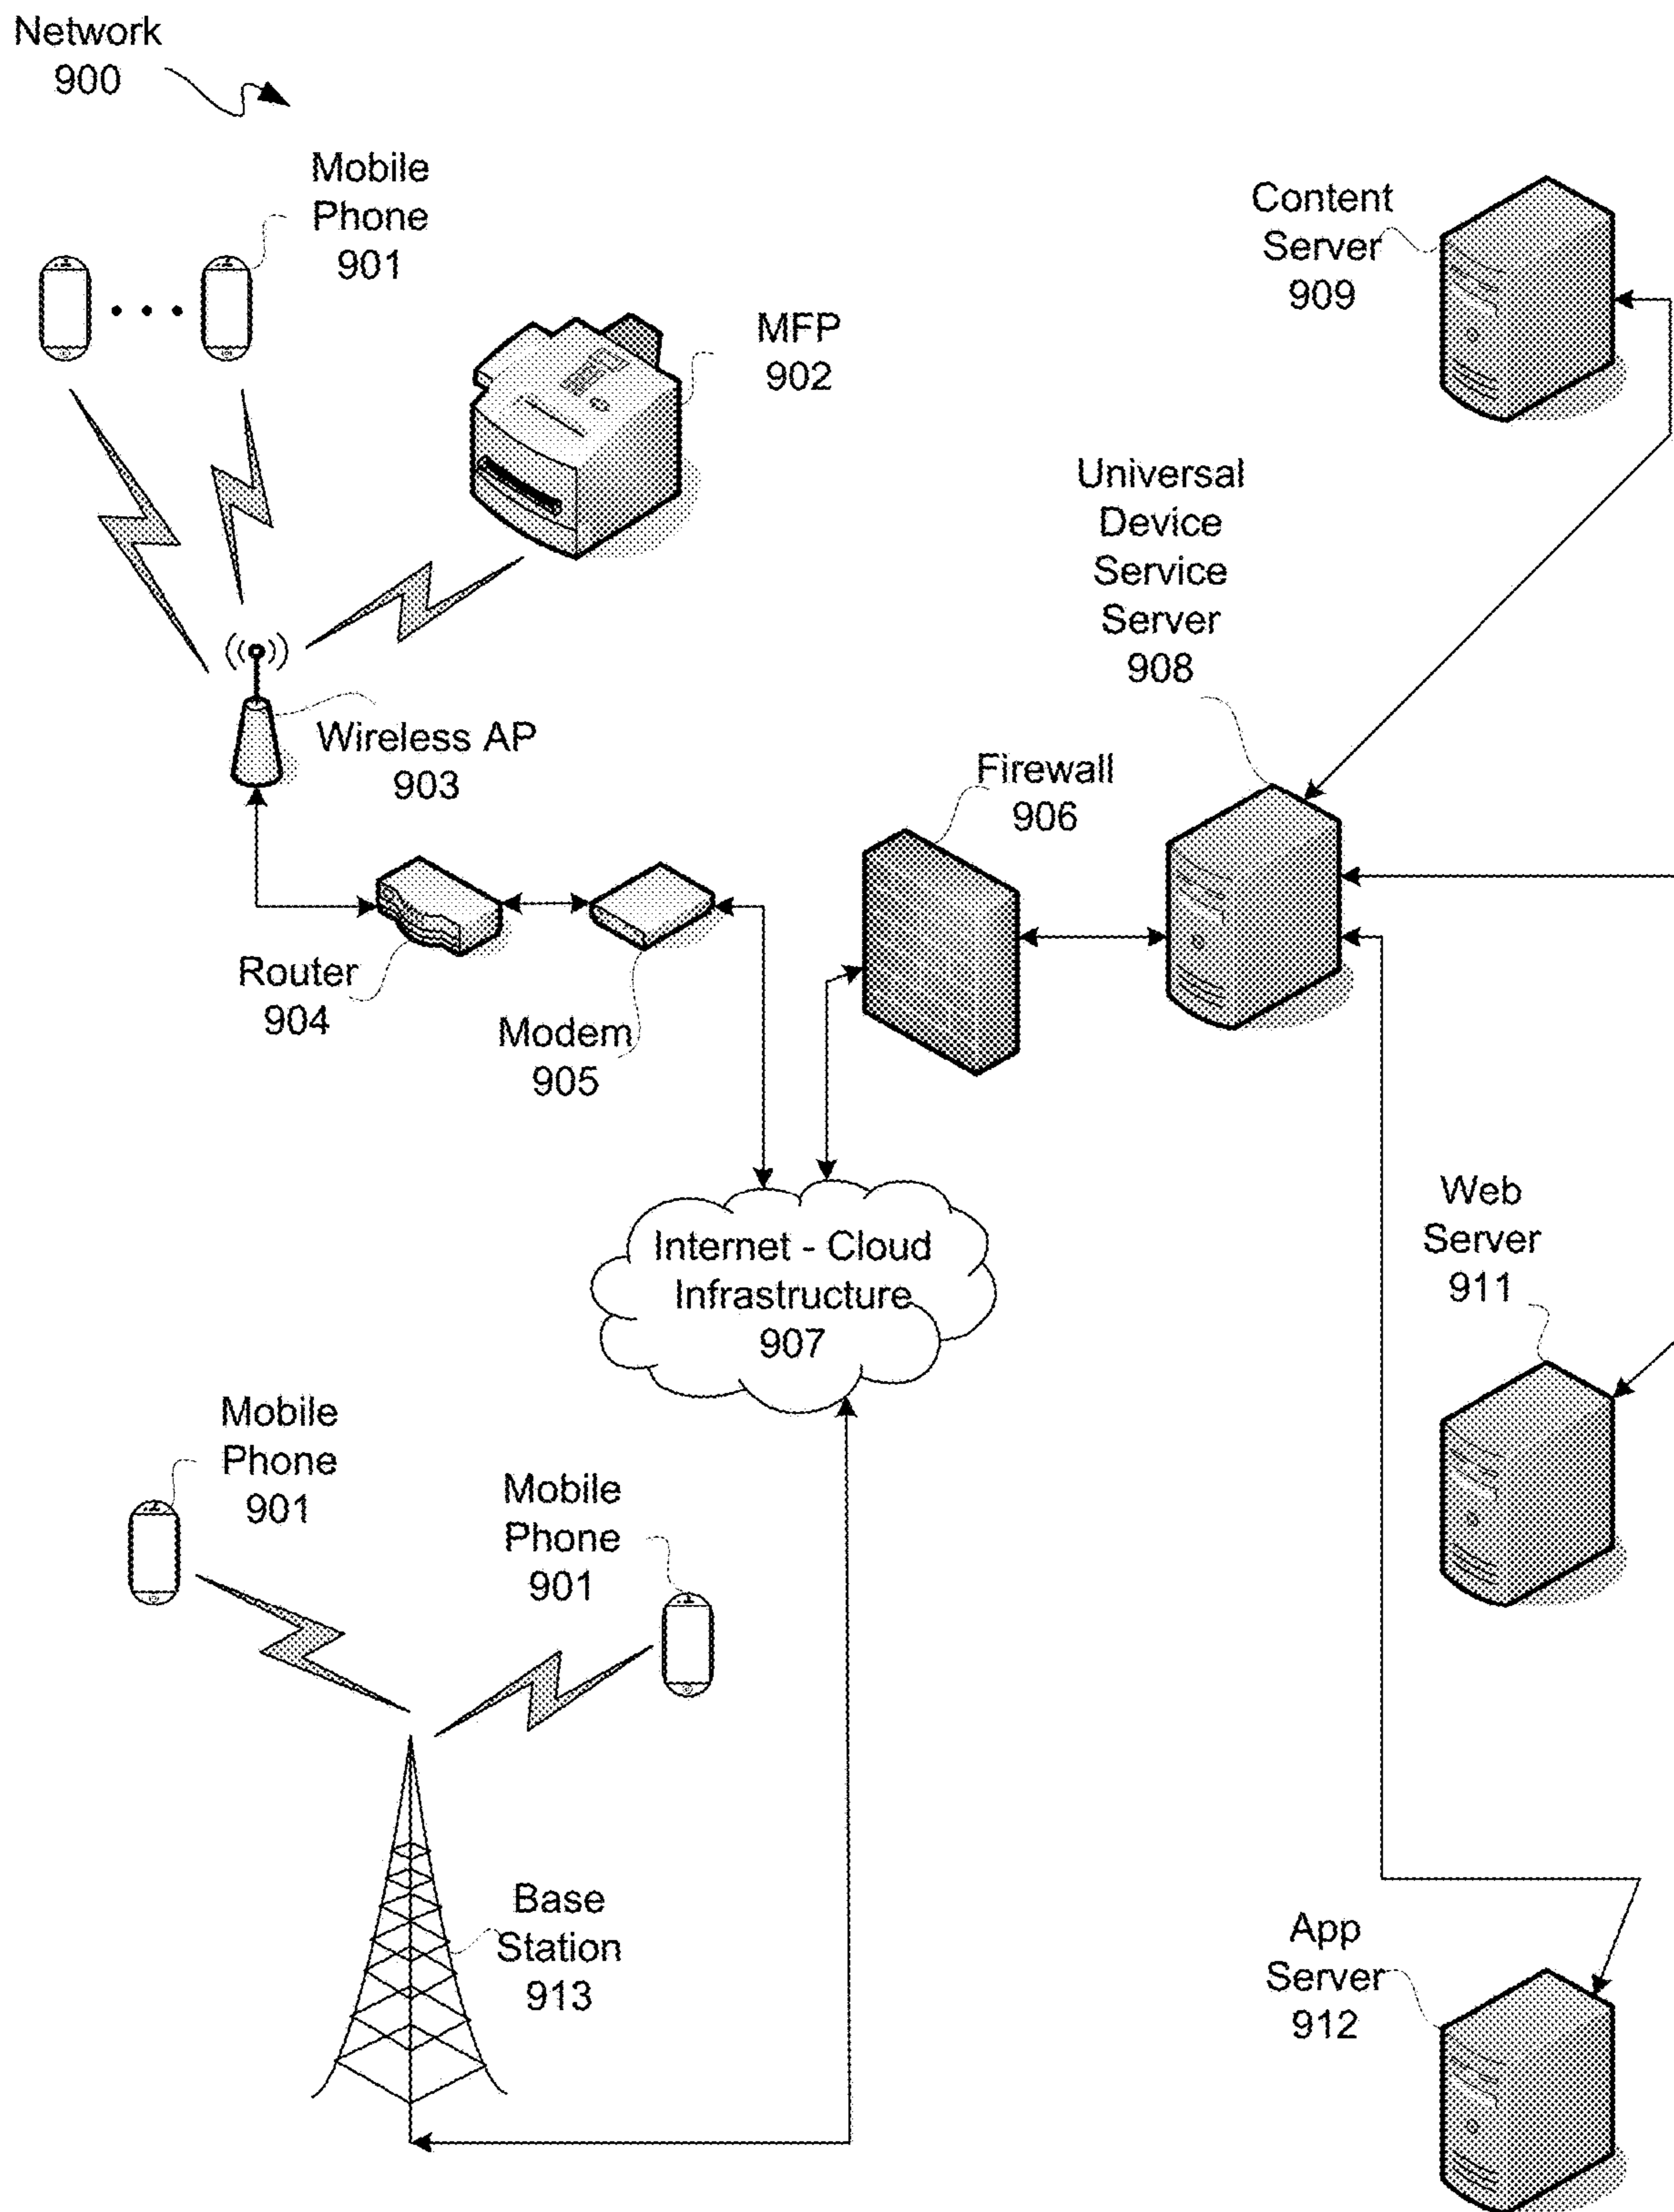 Network
900
Mobile
Phone
901
MFP
902
Content
Server
909
Universal
Device
Service
Server
908
Wireless AP
903
Firewall
906
Router
904
Modem
905
Internet - Cloud
Infrastructure
907
Web
Server
911
Mobile
Phone
901
Mobile
Phone
901
Base
Station
913
App
Server
912